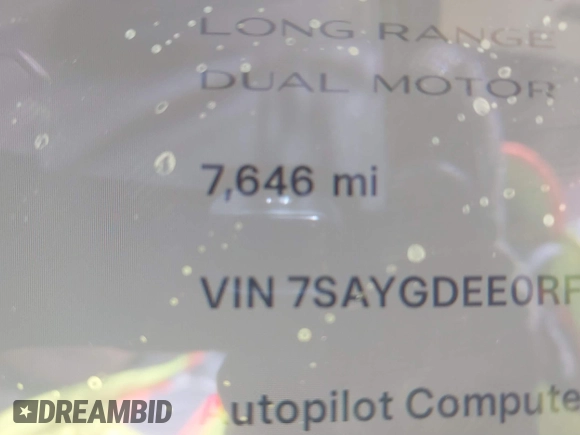 LONG RANGE
DUAL MOTOR
7,646 mi
VIN 7SAYGDEE0RF
utopilot Compute
DREAMBID